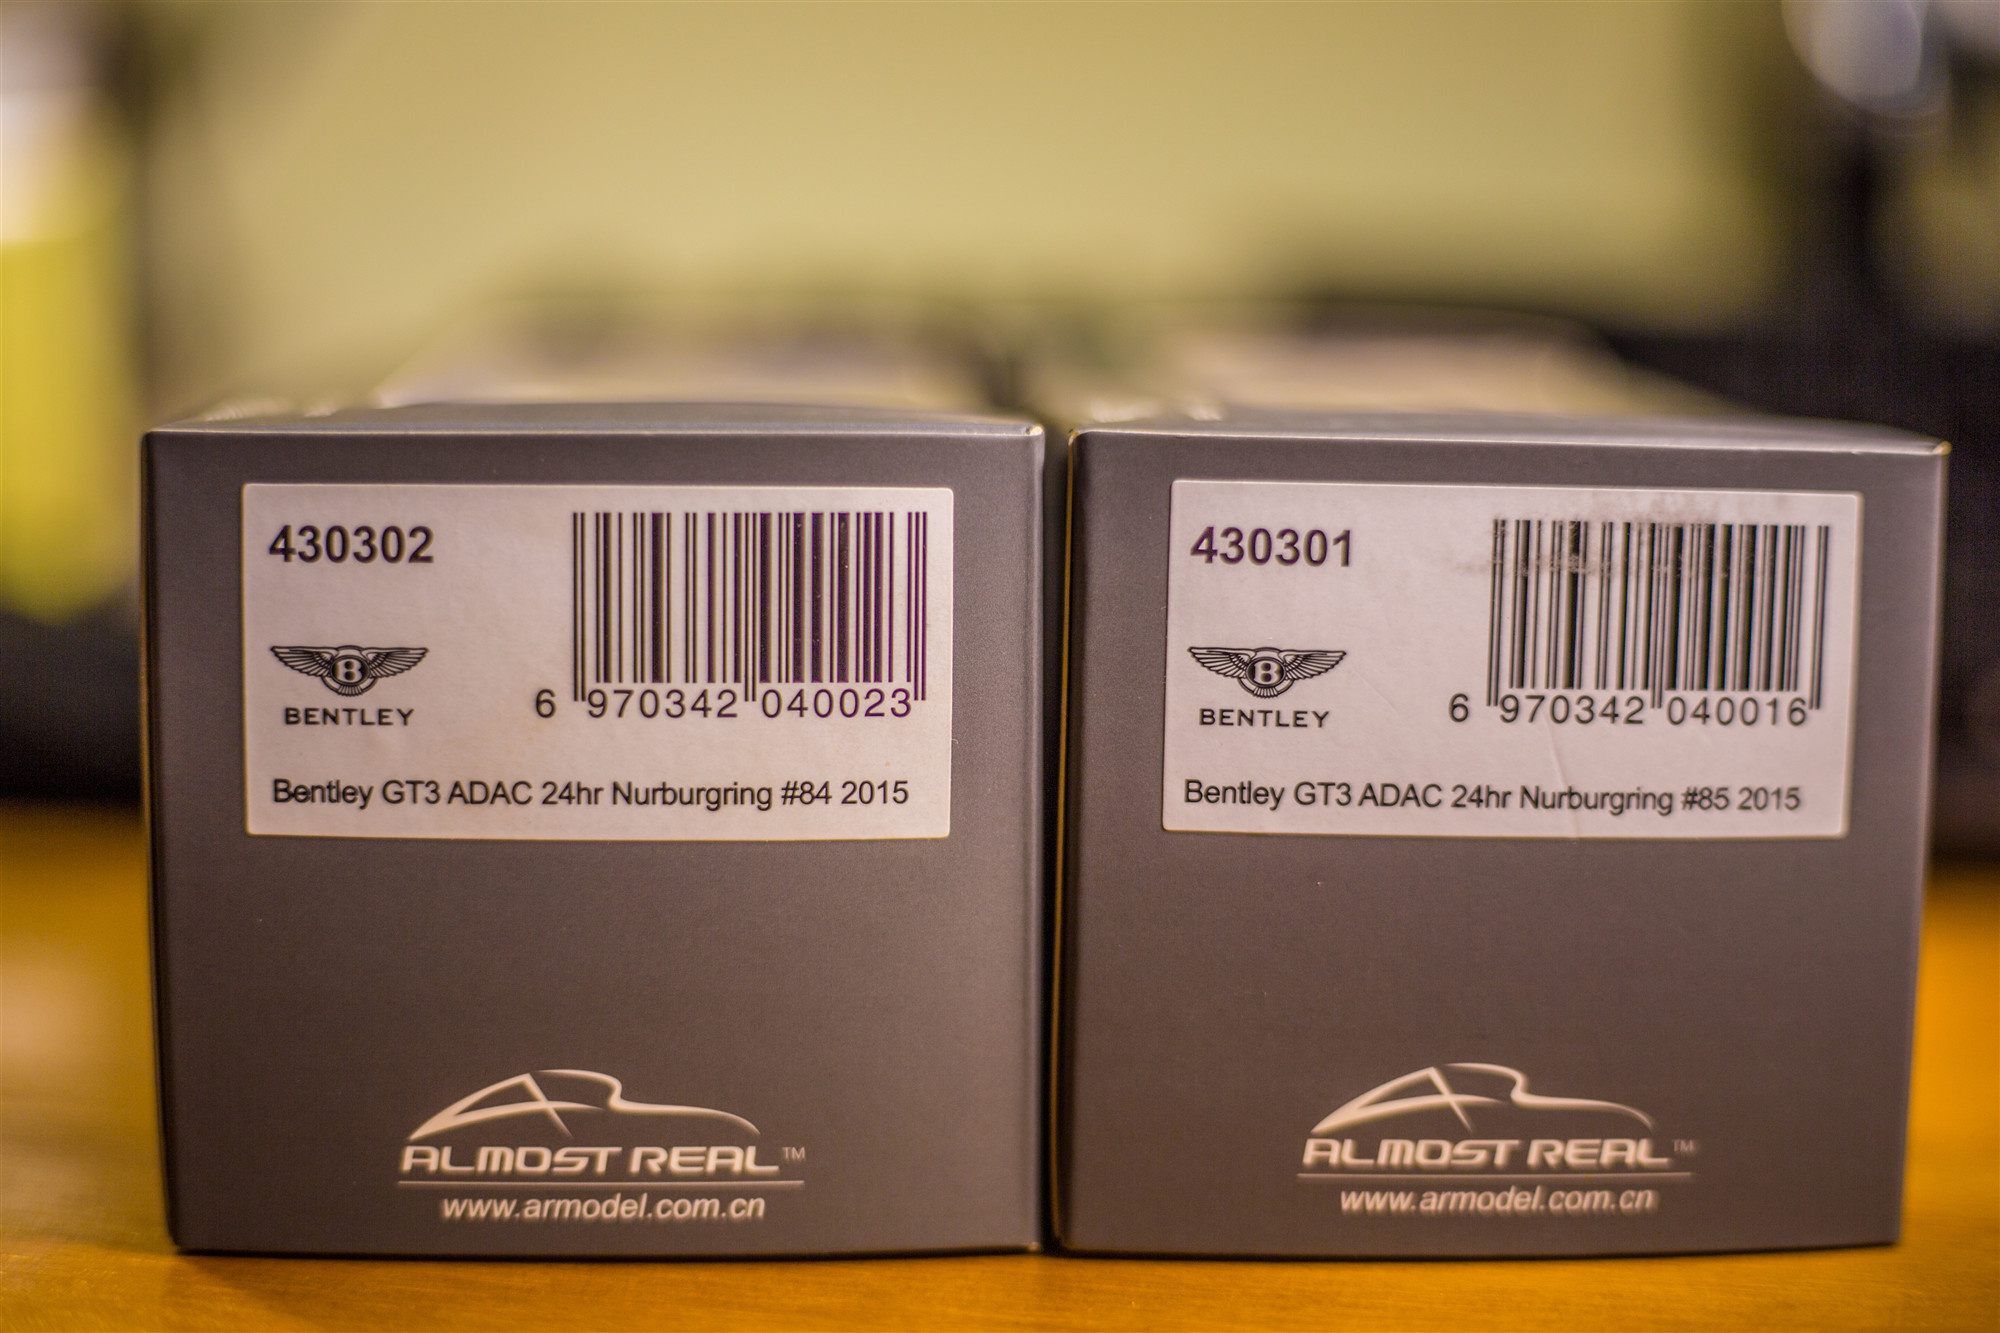 430302
B
BENTLEY
6 970342 040023
Bentley GT3 ADAC 24hr Nurburgring #84 2015
ALMOST REAL™
www.armodel.com.cn
430301
B
BENTLEY
6 970342 040016
Bentley GT3 ADAC 24hr Nurburgring #85 2015
ALMOST REAL™
www.armodel.com.cn